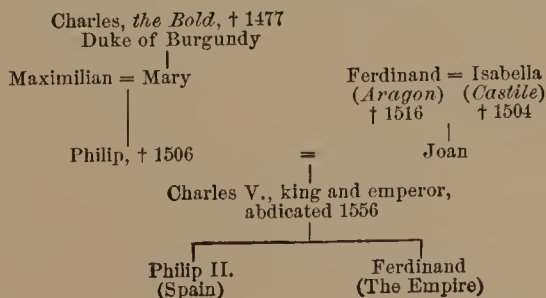 Charles, the Bold, † 1477
Duke of Burgundy
Maximilian = Mary
Ferdinand = Isabella
(Aragon) (Castile)
† 1516 † 1504
Philip, † 1506 = Joan
Charles V., king and emperor,
abdicated 1556
Philip II. Ferdinand
(Spain) (The Empire)